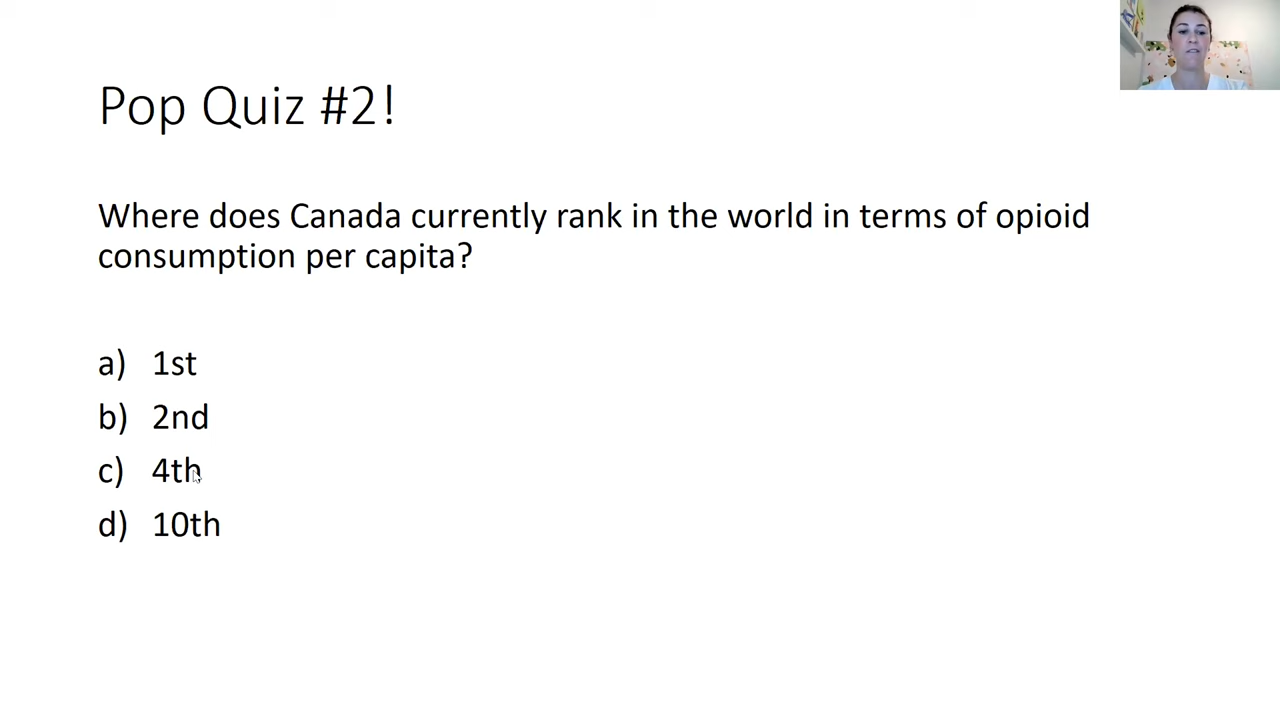 Pop Quiz #2!
Where does Canada currently rank in the world in terms of opioid
consumption per capita?
a) 1st
b) 2nd
c) 4th
d) 10th